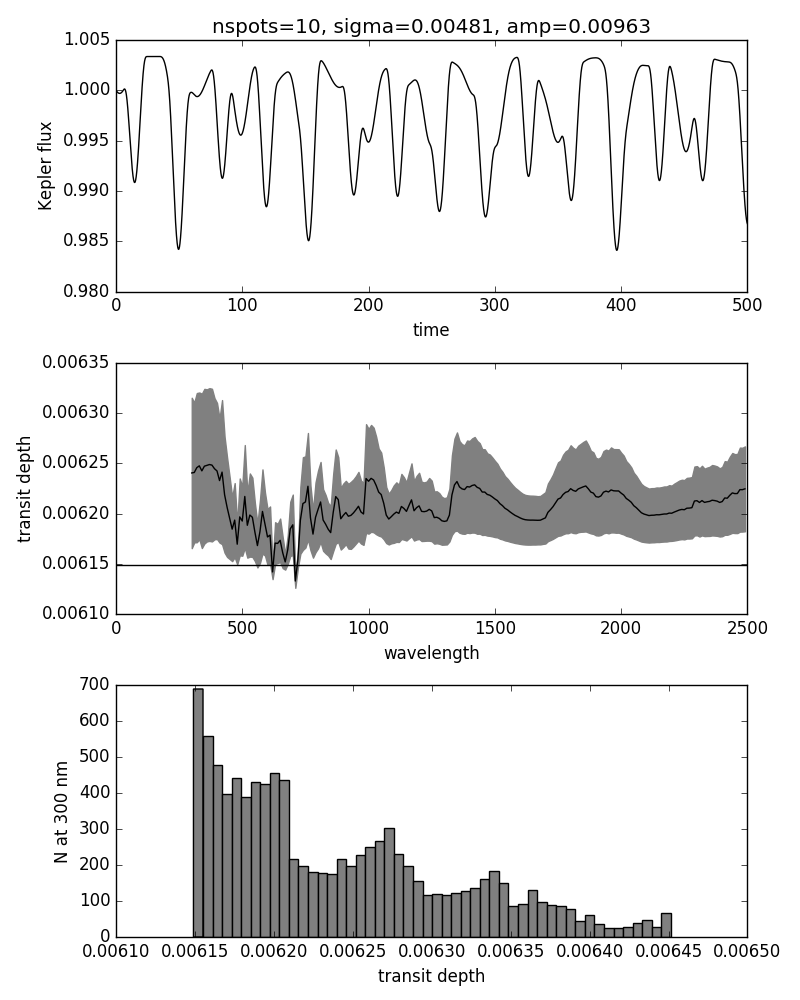 nspots=10, sigma=0.00481, amp=0.00963
1.005
1.000
0.995
0.990
0.985
0.980
Kepler flux
0 100 200 300 400 500
time
0.00635
0.00630
0.00625
0.00620
0.00615
0.00610
transit depth
0 500 1000 1500 2000 2500
wavelength
700
600
500
400
300
200
100
0
N at 300 nm
0.00610 0.00615 0.00620 0.00625 0.00630 0.00635 0.00640 0.00645 0.00650
transit depth